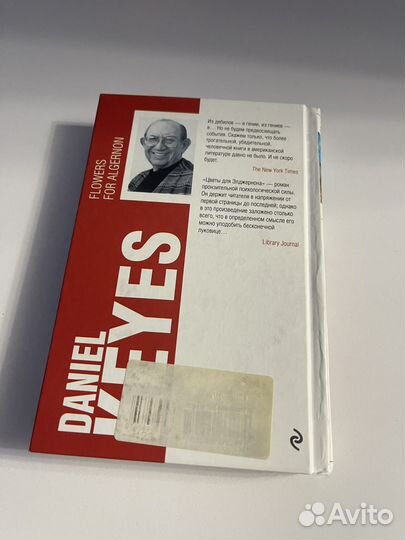 FLOWERS
FOR ALGERNON
DANIEL
KEYES
Из дебилов — в гении, из гениев —
в... Но не будем предвосхищать
события. Скажем только, что более
трогательной, убедительной,
человечной книги в американской
литературе давно не было. И не скоро
будет.
The New York Times
«Цветы для Элджернона» — роман
пронзительной психологической силы.
Он держит читателя в напряжении от
первой страницы до последней; однако
в это произведение заложено столько
всего, что в определенном смысле его
можно уподобить бесконечной
луковице...
Library Journal
Avito